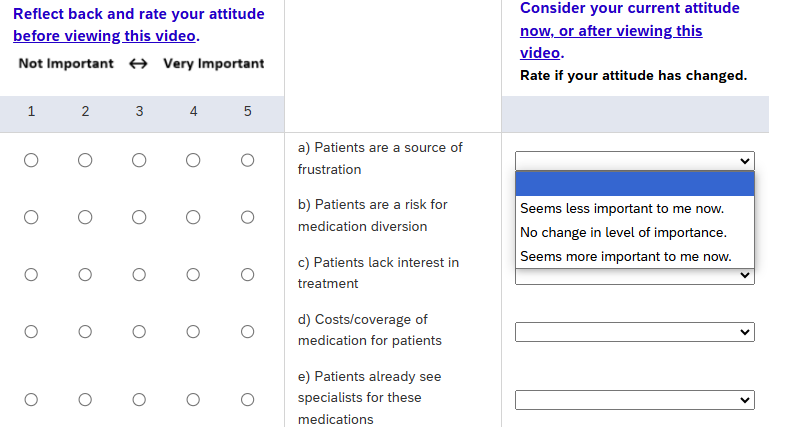 Reflect back and rate your attitude
before viewing this video.
Not Important ↔ Very Important
Consider your current attitude
now, or after viewing this
video.
Rate if your attitude has changed.
1 2 3 4 5
a) Patients are a source of
frustration
b) Patients are a risk for
medication diversion
c) Patients lack interest in
treatment
d) Costs/coverage of
medication for patients
e) Patients already see
specialists for these
medications
Seems less important to me now.
No change in level of importance.
Seems more important to me now.